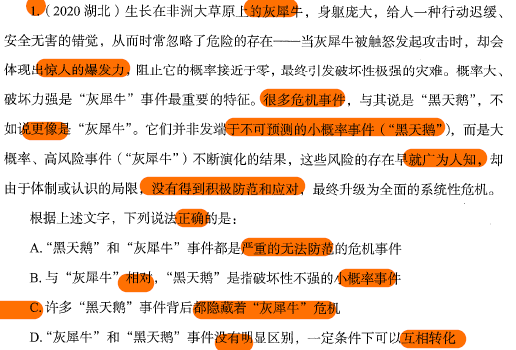 1.（2020 湖北）生长在非洲大草原上的灰犀牛，身躯庞大，给人一种行动迟缓、
安全无害的错觉，从而时常忽略了危险的存在——当灰犀牛被触怒发起攻击时，却会
体现出惊人的爆发力，阻止它的概率接近于零，最终引发破坏性极强的灾难。概率大、
破坏力强是“灰犀牛”事件最重要的特征。很多危机事件，与其说是“黑天鹅”，不
如说更像是“灰犀牛”。它们并非发端于不可预测的小概率事件（“黑天鹅”），而是大
概率、高风险事件（“灰犀牛”）不断演化的结果，这些风险的存在早就广为人知，却
由于体制或认识的局限，没有得到积极防范和应对，最终升级为全面的系统性危机。
根据上述文字，下列说法正确的是：
A.“黑天鹅”和“灰犀牛”事件都是严重的无法防范的危机事件
B.与“灰犀牛”相对，“黑天鹅”是指破坏性不强的小概率事件
C.许多“黑天鹅”事件背后都隐藏着“灰犀牛”危机
D.“灰犀牛”和“黑天鹅”事件没有明显区别，一定条件下可以互相转化